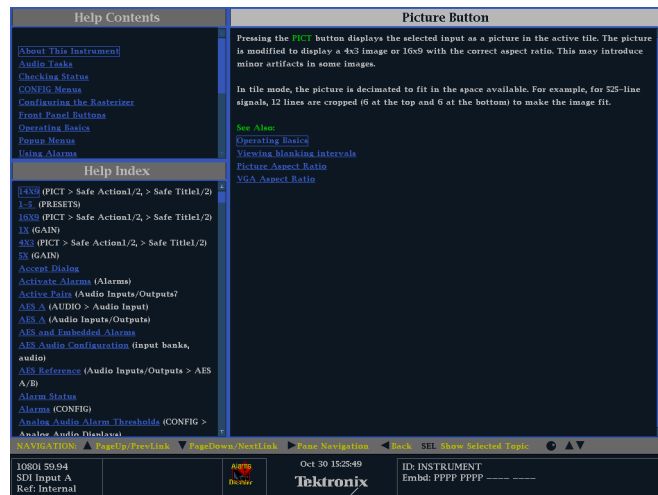 Help Contents
About This Instrument
Audio Tasks
Checking Status
CONFIG Menus
Configuring the Rasterizer
Front Panel Buttons
Operating Basics
Popup Menus
Using Alarms
Help Index
14X9 (PICT > Safe Action1/2, > Safe Title1/2)
1-5 (PRESETS)
16X9 (PICT > Safe Action1/2, > Safe Title1/2)
1X (GAIN)
4X3 (PICT > Safe Action1/2, > Safe Title1/2)
5X (GAIN)
Accept Dialog
Activate Alarms (Alarms)
Active Pairs (Audio Inputs/Outputs?
AES A (AUDIO > Audio Input)
AES A (Audio Inputs/Outputs)
AES and Embedded Alarms
AES Audio Configuration (input banks,
audio)
AES Reference (Audio Inputs/Outputs > AES
A/B)
Alarm Status
Alarms (CONFIG)
Analog Audio Alarm Thresholds (CONFIG >
Analog Audio Displays)
Picture Button
Pressing the PICT button displays the selected input as a picture in the active tile. The picture
is modified to display a 4x3 image or 16x9 with the correct aspect ratio. This may introduce
minor artifacts in some images.
In tile mode, the picture is decimated to fit in the space available. For example, for 525-line
signals, 12 lines are cropped (6 at the top and 6 at the bottom) to make the image fit.
See Also:
Operating Basics
Viewing blanking intervals
Picture Aspect Ratio
VGA Aspect Ratio
NAVIGATION: ▲ PageUp/PrevLink ▼ PageDown/NextLink ▶ Pane Navigation ◀ Back SEL Show Selected Topic
1080i 59.94
SDI Input A
Ref: Internal
Alarms
Disabled
Oct 30 15:25:49
Tektronix
ID: INSTRUMENT
Embd: PPPP PPPP ---- ----